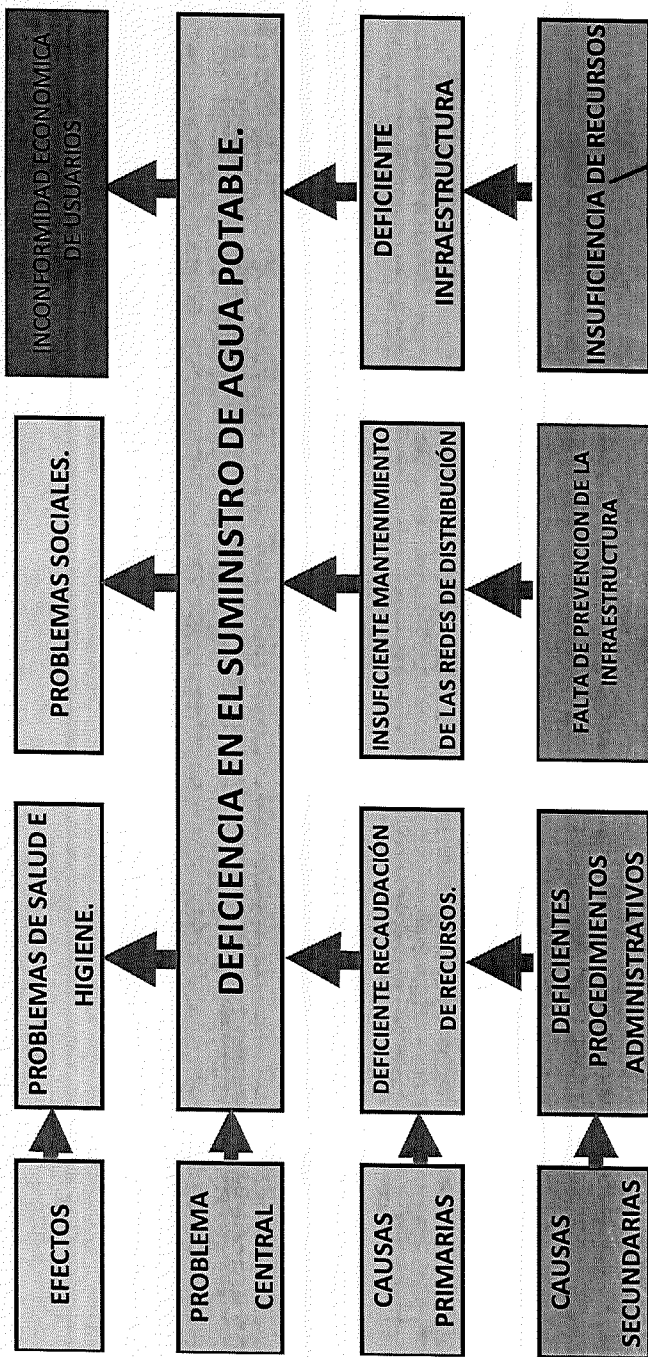 EFECTOS
PROBLEMAS DE SALUD E
HIGIENE.
PROBLEMAS SOCIALES.
INCONFORMIDAD ECONOMICA
DE USUARIOS
PROBLEMA
CENTRAL
DEFICIENCIA EN EL SUMINISTRO DE AGUA POTABLE.
CAUSAS
PRIMARIAS
DEFICIENTE RECAUDACIÓN
DE RECURSOS.
INSUFICIENTE MANTENIMIENTO
DE LAS REDES DE DISTRIBUCIÓN
DEFICIENTE
INFRAESTRUCTURA
CAUSAS
SECUNDARIAS
DEFICIENTES
PROCEDIMIENTOS
ADMINISTRATIVOS
FALTA DE PREVENCION DE LA
INFRAESTRUCTURA
INSUFICIENCIA DE RECURSOS